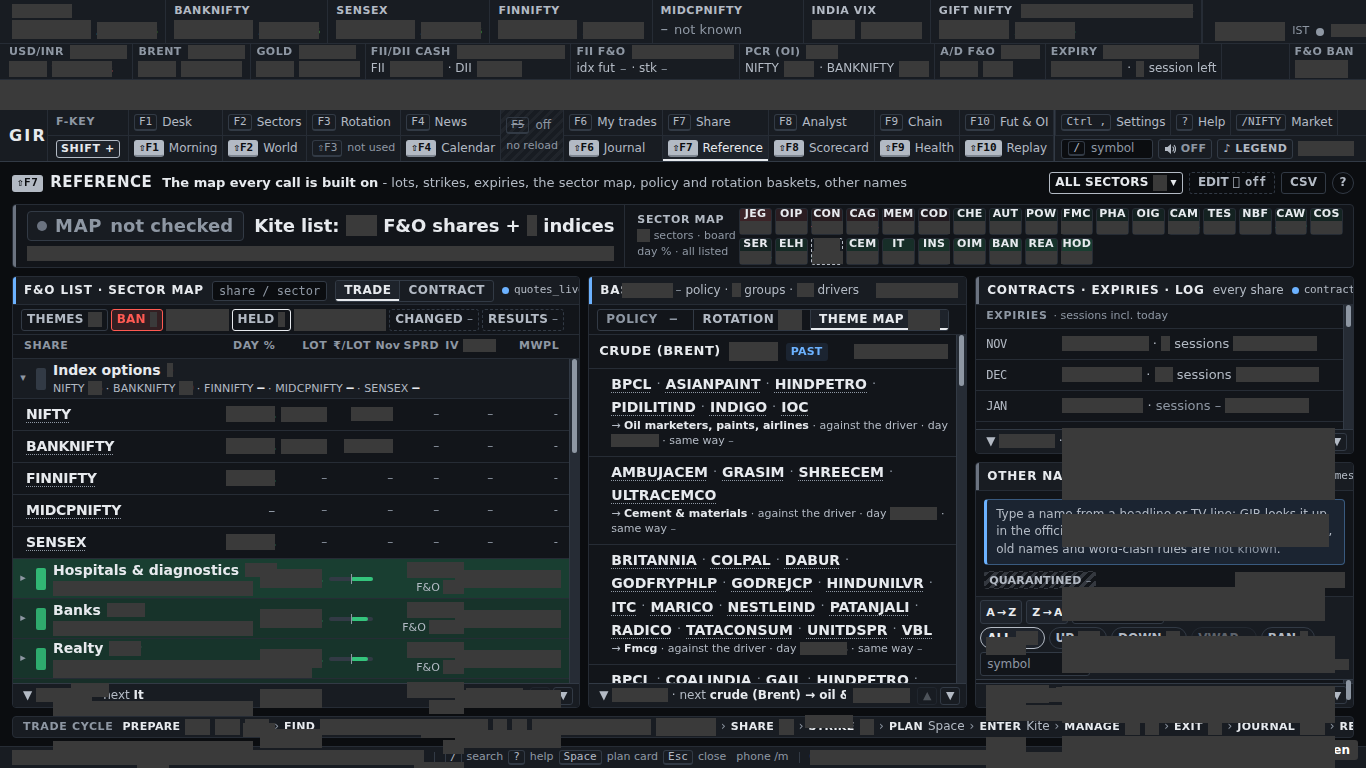 BANKNIFTY SENSEX FINNIFTY MIDCPNIFTY INDIA VIX GIFT NIFTY
– not known IST
USD/INR BRENT GOLD FII/DII CASH FII F&O PCR (OI) A/D F&O EXPIRY F&O BAN
FII · DII idx fut – · stk – NIFTY · BANKNIFTY · session left
GIR F-KEY F1 Desk F2 Sectors F3 Rotation F4 News F5 off F6 My trades F7 Share F8 Analyst F9 Chain F10 Fut & OI Ctrl , Settings ? Help /NIFTY Market
SHIFT + ⇧F1 Morning ⇧F2 World ⇧F3 not used ⇧F4 Calendar no reload ⇧F6 Journal ⇧F7 Reference ⇧F8 Scorecard ⇧F9 Health ⇧F10 Replay / symbol OFF ♪ LEGEND
⇧F7 REFERENCE The map every call is built on - lots, strikes, expiries, the sector map, policy and rotation baskets, other names ALL SECTORS ▾ EDIT off CSV ?
MAP not checked Kite list: F&O shares + indices
SECTOR MAP
sectors · board
day % · all listed
JEG OIP CON CAG MEM COD CHE AUT POW FMC PHA OIG CAM TES NBF CAW COS
SER ELH CEM IT INS OIM BAN REA HOD
F&O LIST · SECTOR MAP share / sector TRADE CONTRACT quotes_liv
THEMES BAN HELD CHANGED – RESULTS –
SHARE DAY % LOT ₹/LOT Nov SPRD IV MWPL
▾ Index options
NIFTY · BANKNIFTY · FINNIFTY – · MIDCPNIFTY – · SENSEX –
NIFTY – – -
BANKNIFTY – – -
FINNIFTY – – – – -
MIDCPNIFTY – – – – – -
SENSEX – – – – -
▸ Hospitals & diagnostics
F&O
▸ Banks
F&O
▸ Realty
F&O
▼ next It ▼
– policy · groups · drivers
POLICY – ROTATION THEME MAP
CRUDE (BRENT) PAST
BPCL · ASIANPAINT · HINDPETRO ·
PIDILITIND · INDIGO · IOC
→ Oil marketers, paints, airlines · against the driver · day
· same way –
AMBUJACEM · GRASIM · SHREECEM ·
ULTRACEMCO
→ Cement & materials · against the driver · day ·
same way –
BRITANNIA · COLPAL · DABUR ·
GODFRYPHLP · GODREJCP · HINDUNILVR ·
ITC · MARICO · NESTLEIND · PATANJALI ·
RADICO · TATACONSUM · UNITDSPR · VBL
→ Fmcg · against the driver · day · same way –
BPCL · COALINDIA · GAIL · HINDPETRO ·
▼ · next crude (Brent) → oil & ▲ ▼
CONTRACTS · EXPIRIES · LOG every share contract
EXPIRIES · sessions incl. today
NOV · sessions
DEC · sessions
JAN · sessions –
▼
OTHER NA mes
Type a name from a headline or TV line: GIR looks it up
in the offici
old names and word-clash rules are not known.
QUARANTINED –
A→Z Z→A
ALL UP DOWN VWAP BAN
symbol
TRADE CYCLE PREPARE › FIND › SHARE › STRIKE › PLAN Space › ENTER Kite › MANAGE › EXIT › JOURNAL › RE
/ search ? help Space plan card Esc close phone /m en